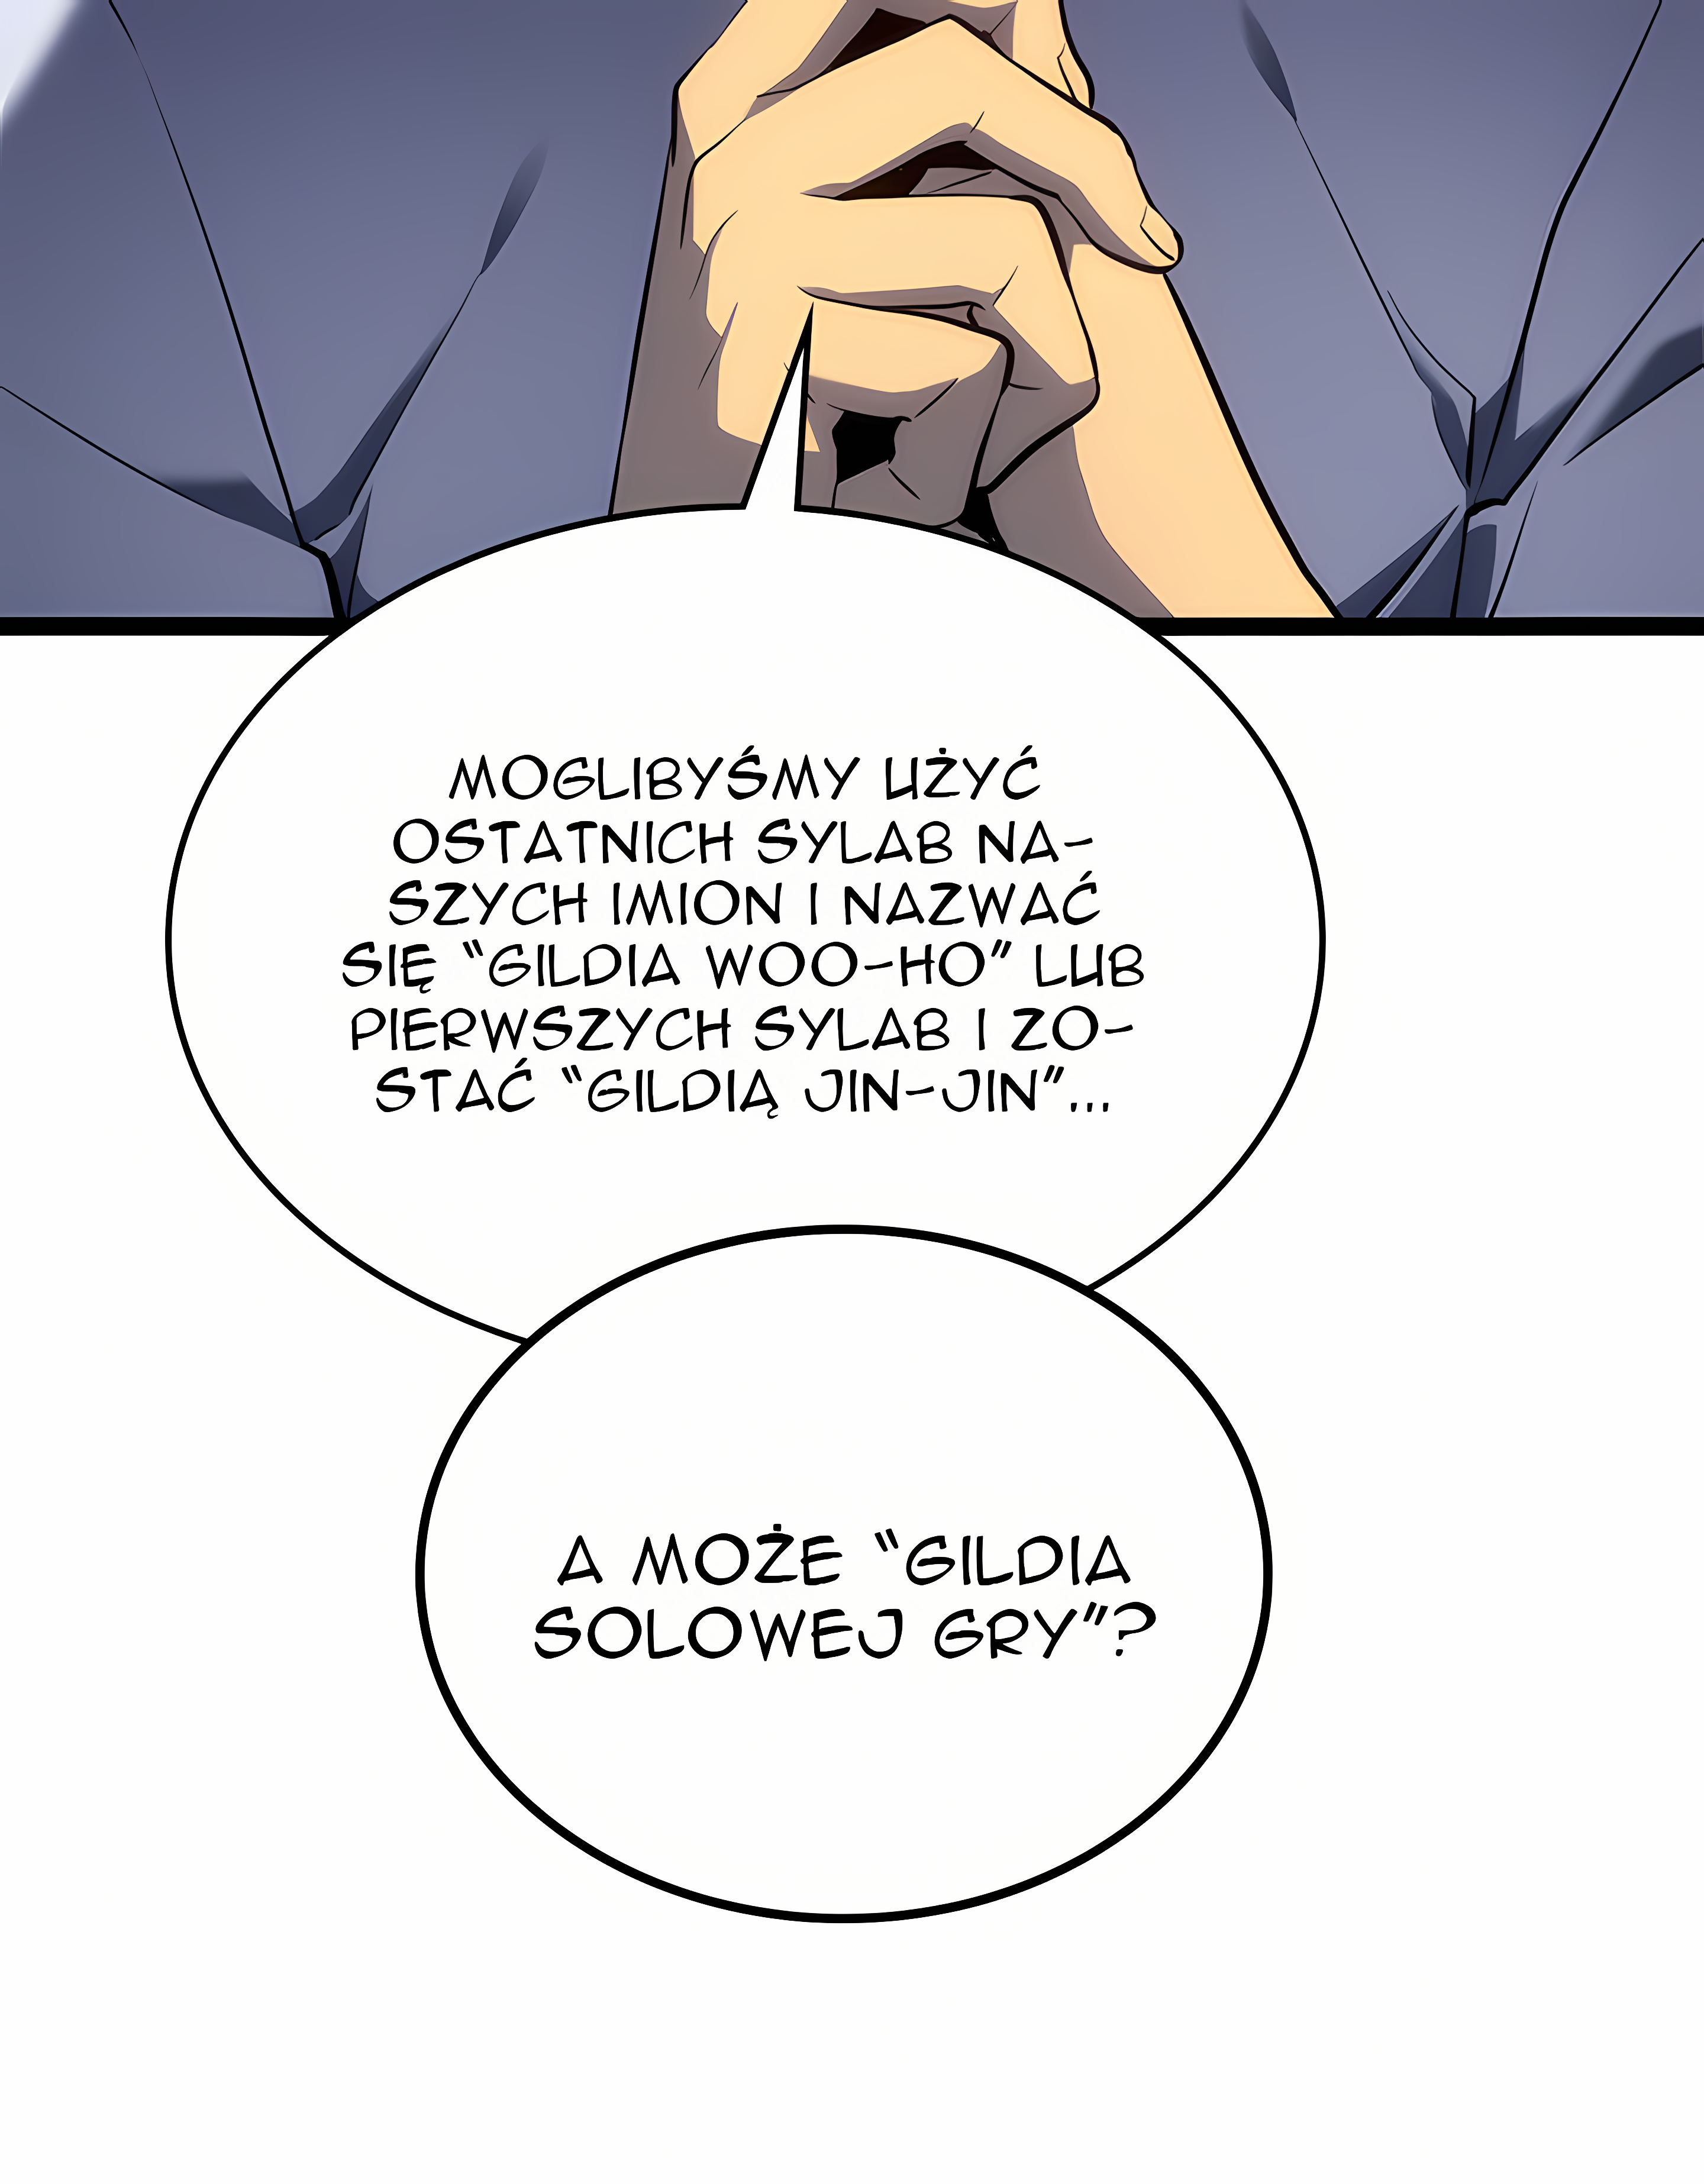 MOGLIBYŚMY UŻYĆ
OSTATNICH SYLAB NA-
SZYCH IMION I NAZWAĆ
SIĘ "GILDIA WOO-HO" LUB
PIERWSZYCH SYLAB I ZO-
STAĆ "GILDIĄ JIN-JIN"...
A MOŻE "GILDIA
SOLOWEJ GRY"?